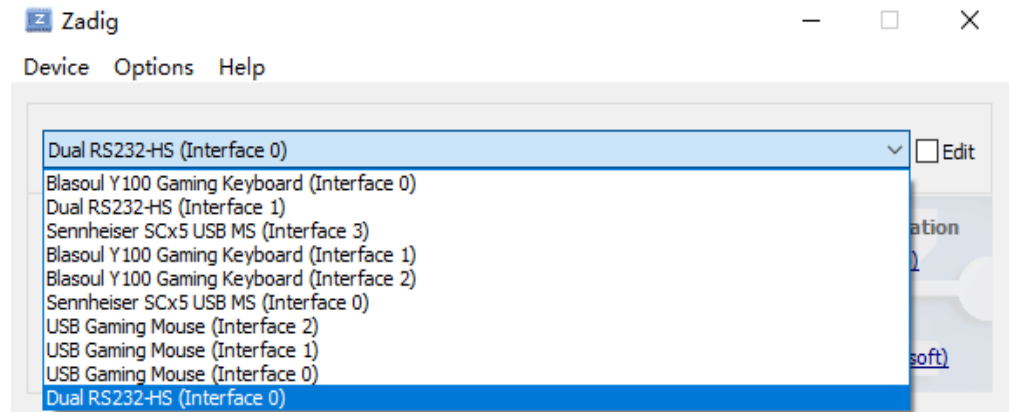 Zadig
Device Options Help
Dual RS232-HS (Interface 0)
Edit
Blasoul Y100 Gaming Keyboard (Interface 0)
Dual RS232-HS (Interface 1)
Sennheiser SCx5 USB MS (Interface 3)
ation
Blasoul Y100 Gaming Keyboard (Interface 1)
)
Blasoul Y100 Gaming Keyboard (Interface 2)
Sennheiser SCx5 USB MS (Interface 0)
USB Gaming Mouse (Interface 2)
USB Gaming Mouse (Interface 1)
soft)
USB Gaming Mouse (Interface 0)
Dual RS232-HS (Interface 0)